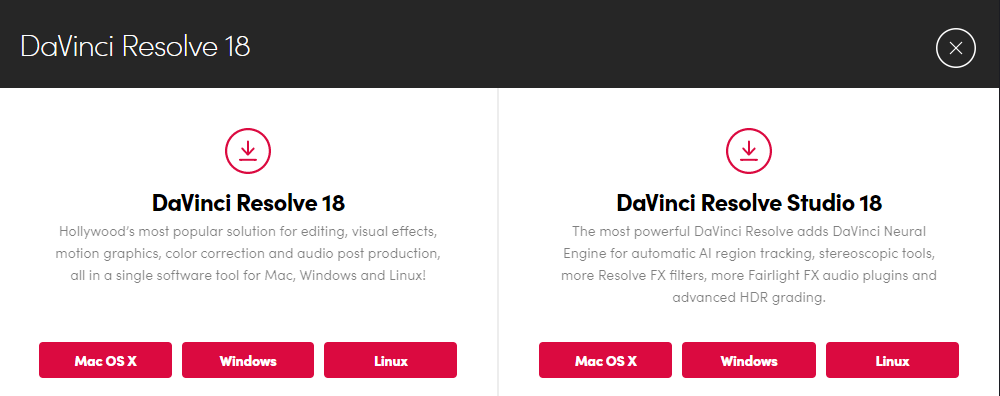 DaVinci Resolve 18
DaVinci Resolve 18
Hollywood's most popular solution for editing, visual effects,
motion graphics, color correction and audio post production,
all in a single software tool for Mac, Windows and Linux!
Mac OS X
Windows
Linux
DaVinci Resolve Studio 18
The most powerful DaVinci Resolve adds DaVinci Neural
Engine for automatic AI region tracking, stereoscopic tools,
more Resolve FX filters, more Fairlight FX audio plugins and
advanced HDR grading.
Mac OS X
Windows
Linux